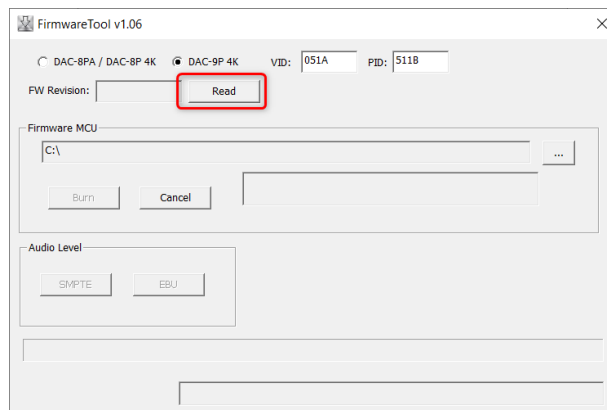 FirmwareTool v1.06
DAC-8PA / DAC-8P 4K DAC-9P 4K VID: 051A PID: 511B
FW Revision: Read
Firmware MCU
C:\
...
Burn Cancel
Audio Level
SMPTE EBU